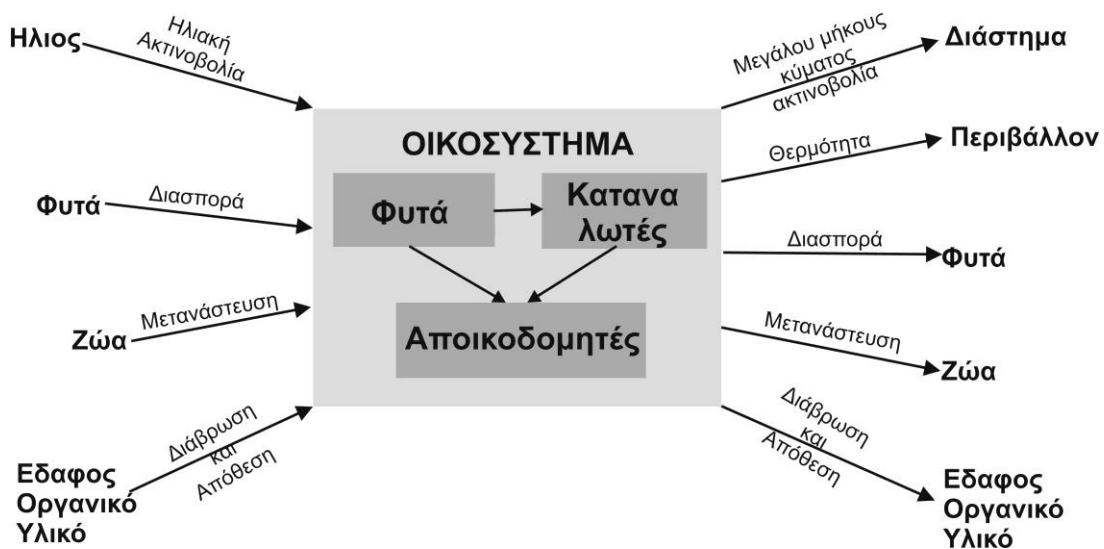 Ηλιος
Ηλιακή
Ακτινοβολία
Φυτά
Διασπορά
Ζώα
Μετανάστευση
Εδαφος
Οργανικό
Υλικό
Διάβρωση
και
Απόθεση
ΟΙΚΟΣΥΣΤΗΜΑ
Φυτά
Κατανα
λωτές
Αποικοδομητές
Μεγάλου μήκους
κύματος
ακτινοβολία
Διάστημα
Θερμότητα
Περιβάλλον
Διασπορά
Φυτά
Μετανάστευση
Ζώα
Διάβρωση
και
Απόθεση
Εδαφος
Οργανικό
Υλικό